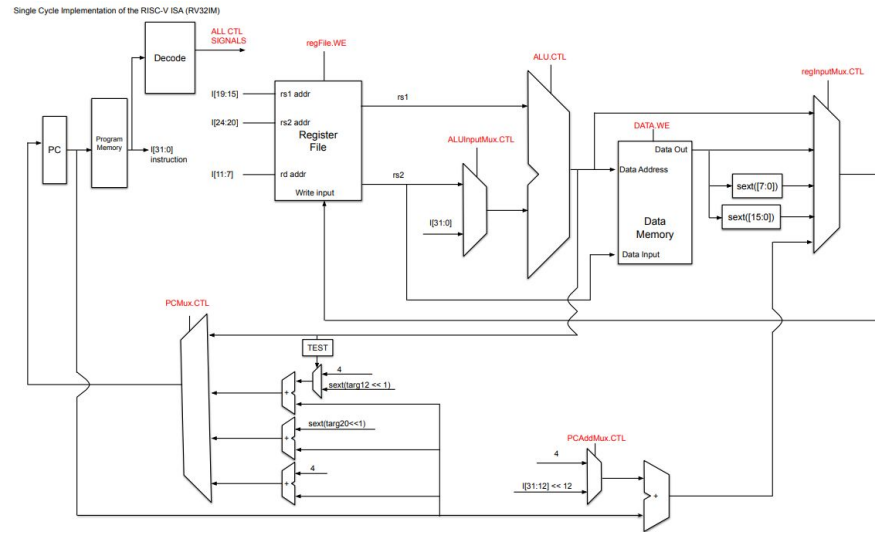 Single Cycle Implementation of the RISC-V ISA (RV32IM)
ALL CTL
SIGNALS
Decode
regFile.WE
ALU.CTL
regInputMux.CTL
PC
Program
Memory
I[31:0]
instruction
I[19:15]
I[24:20]
I[11:7]
rs1 addr
rs2 addr
Register
File
rd addr
Write input
rs1
rs2
ALUInputMux.CTL
I[31:0]
DATA.WE
Data Out
Data Address
Data
Memory
Data Input
sext([7:0])
sext([15:0])
PCMux.CTL
TEST
4
sext(targ12 << 1)
+
sext(targ20<<1)
+
4
+
PCAddMux.CTL
4
I[31:12] << 12
+